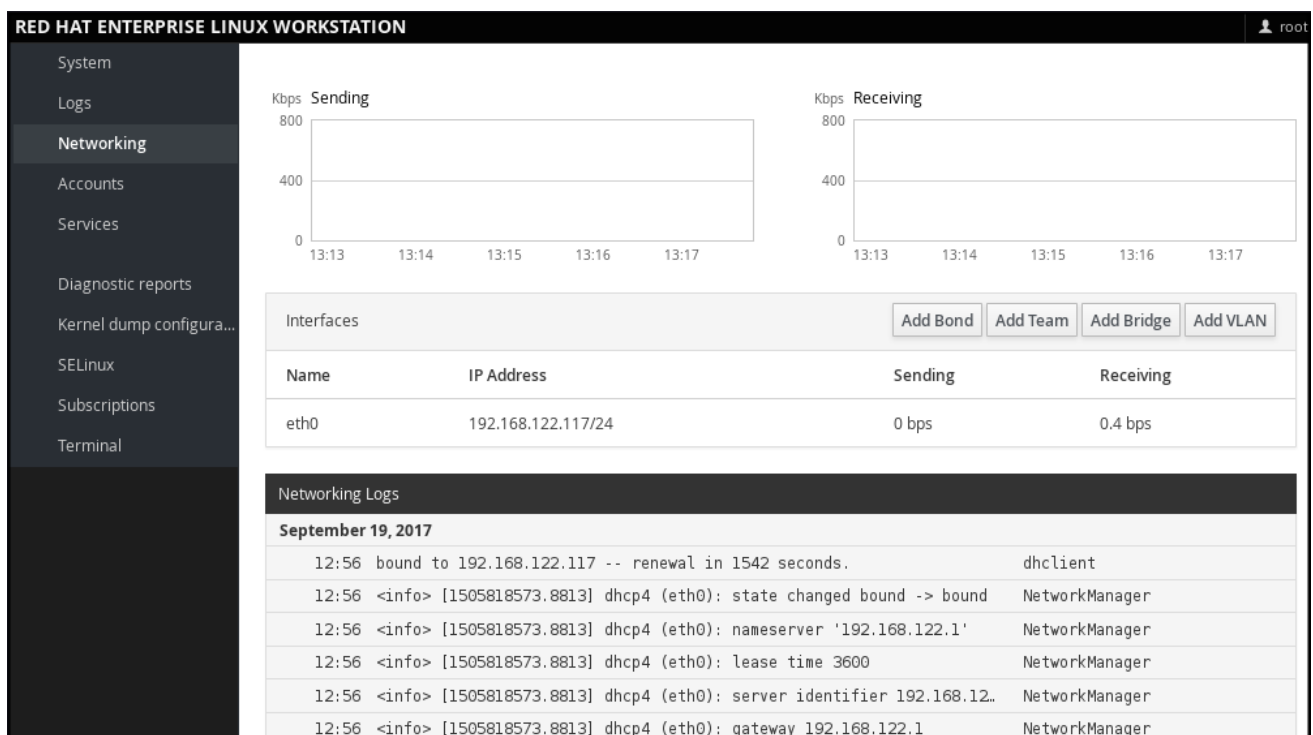 RED HAT ENTERPRISE LINUX WORKSTATION root
System
Logs
Networking
Accounts
Services
Diagnostic reports
Kernel dump configura...
SELinux
Subscriptions
Terminal
Kbps Sending
800
400
0
13:13 13:14 13:15 13:16 13:17
Kbps Receiving
800
400
0
13:13 13:14 13:15 13:16 13:17
Interfaces Add Bond Add Team Add Bridge Add VLAN
Name IP Address Sending Receiving
eth0 192.168.122.117/24 0 bps 0.4 bps
Networking Logs
September 19, 2017
12:56 bound to 192.168.122.117 -- renewal in 1542 seconds. dhclient
12:56 <info> [1505818573.8813] dhcp4 (eth0): state changed bound -> bound NetworkManager
12:56 <info> [1505818573.8813] dhcp4 (eth0): nameserver '192.168.122.1' NetworkManager
12:56 <info> [1505818573.8813] dhcp4 (eth0): lease time 3600 NetworkManager
12:56 <info> [1505818573.8813] dhcp4 (eth0): server identifier 192.168.12… NetworkManager
12:56 <info> [1505818573.8813] dhcp4 (eth0): gateway 192.168.122.1 NetworkManager